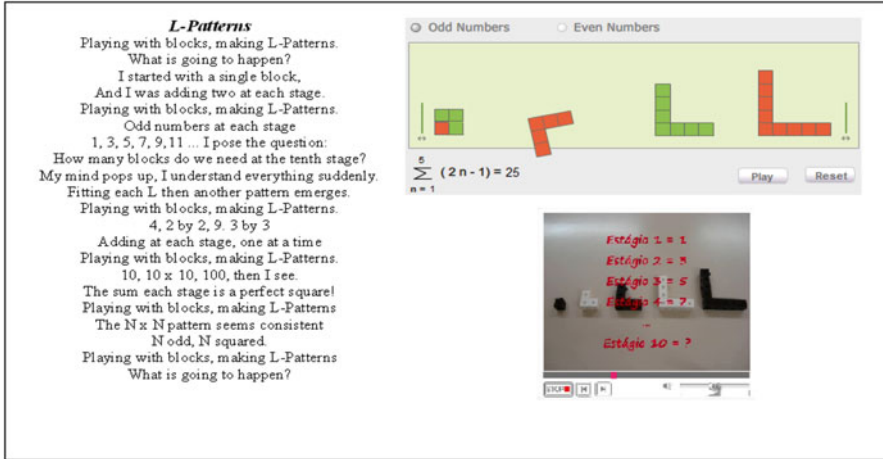 L-Patterns
Playing with blocks, making L-Patterns.
What is going to happen?
I started with a single block,
And I was adding two at each stage.
Playing with blocks, making L-Patterns.
Odd numbers at each stage
1, 3, 5, 7, 9, 11 ... I pose the question:
How many blocks do we need at the tenth stage?
My mind pops up, I understand everything suddenly.
Fitting each L then another pattern emerges.
Playing with blocks, making L-Patterns.
4, 2 by 2, 9. 3 by 3
Adding at each stage, one at a time
Playing with blocks, making L-Patterns.
10, 10 x 10, 100, then I see.
The sum each stage is a perfect square!
Playing with blocks, making L-Patterns
The N x N pattern seems consistent
N odd, N squared.
Playing with blocks, making L-Patterns
What is going to happen?
Odd Numbers
Even Numbers
5
∑ (2n - 1) = 25
n = 1
Play
Reset
Estágio 1 = 1
Estágio 2 = 3
Estágio 3 = 5
Estágio 4 = 7
...
Estágio 10 = ?
STOP